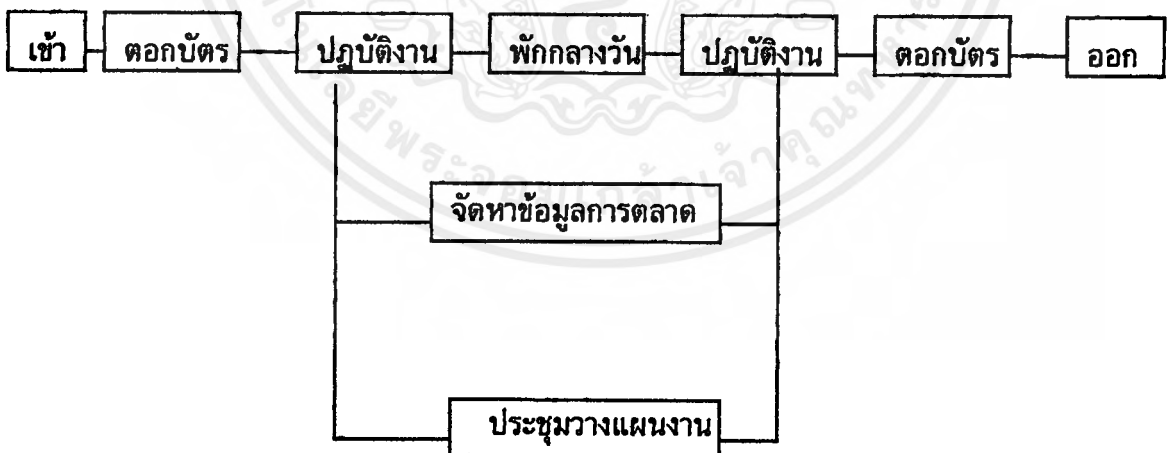 เข้า ตอกบัตร ปฎบัติงาน พักกลางวัน ปฎบัติงาน ตอกบัตร ออก
จัดหาข้อมูลการตลาด
ประชุมวางแผนงาน